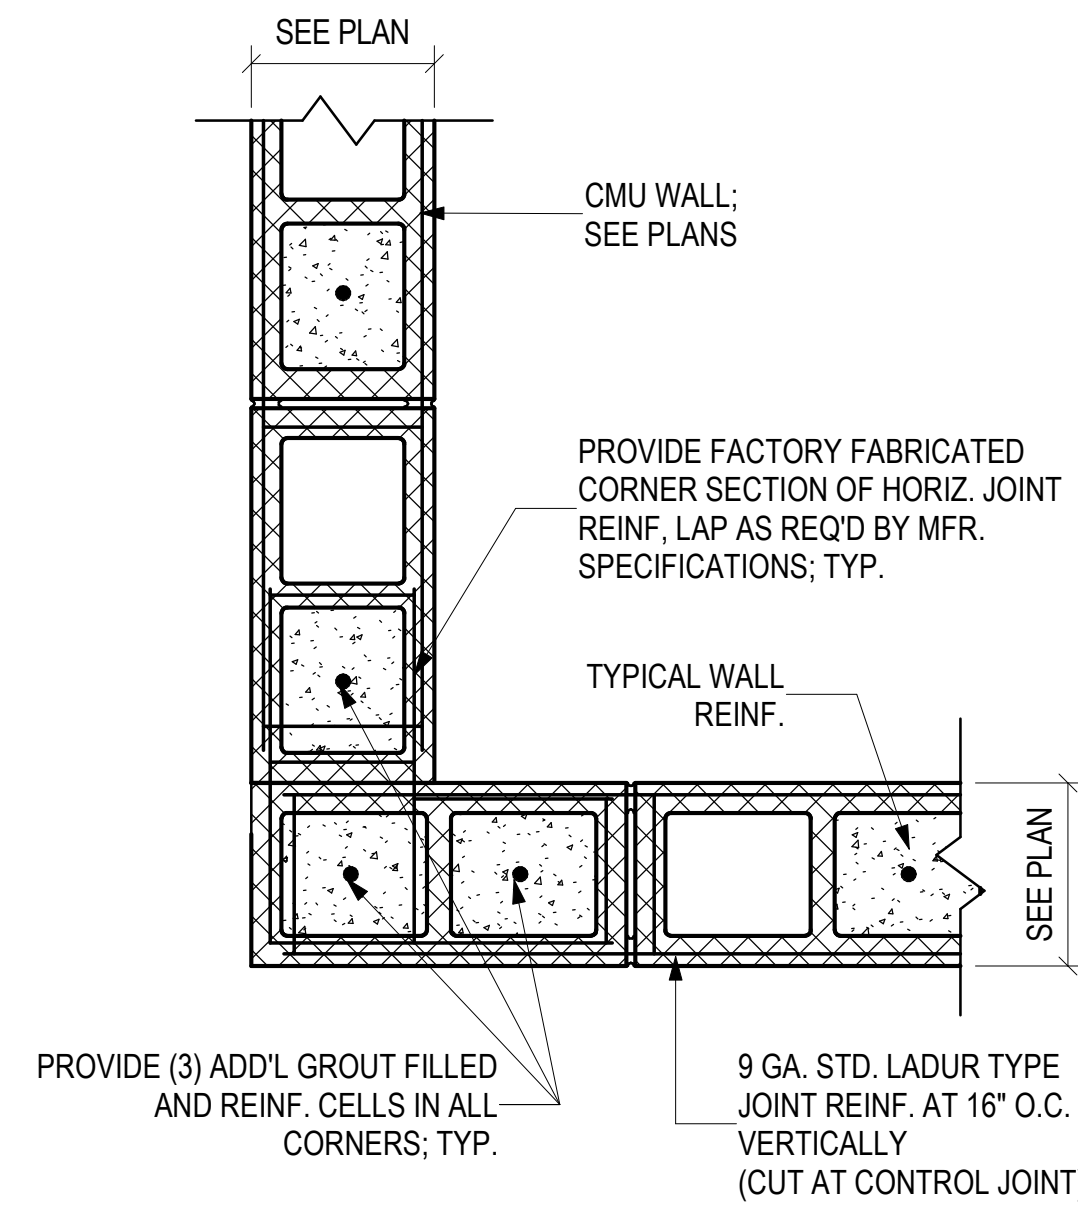 SEE PLAN
CMU WALL;
SEE PLANS
PROVIDE FACTORY FABRICATED
CORNER SECTION OF HORIZ. JOINT
REINF, LAP AS REQ'D BY MFR.
SPECIFICATIONS; TYP.
TYPICAL WALL
REINF.
SEE PLAN
PROVIDE (3) ADD'L GROUT FILLED
AND REINF. CELLS IN ALL
CORNERS; TYP.
9 GA. STD. LADUR TYPE
JOINT REINF. AT 16" O.C.
VERTICALLY
(CUT AT CONTROL JOINT)